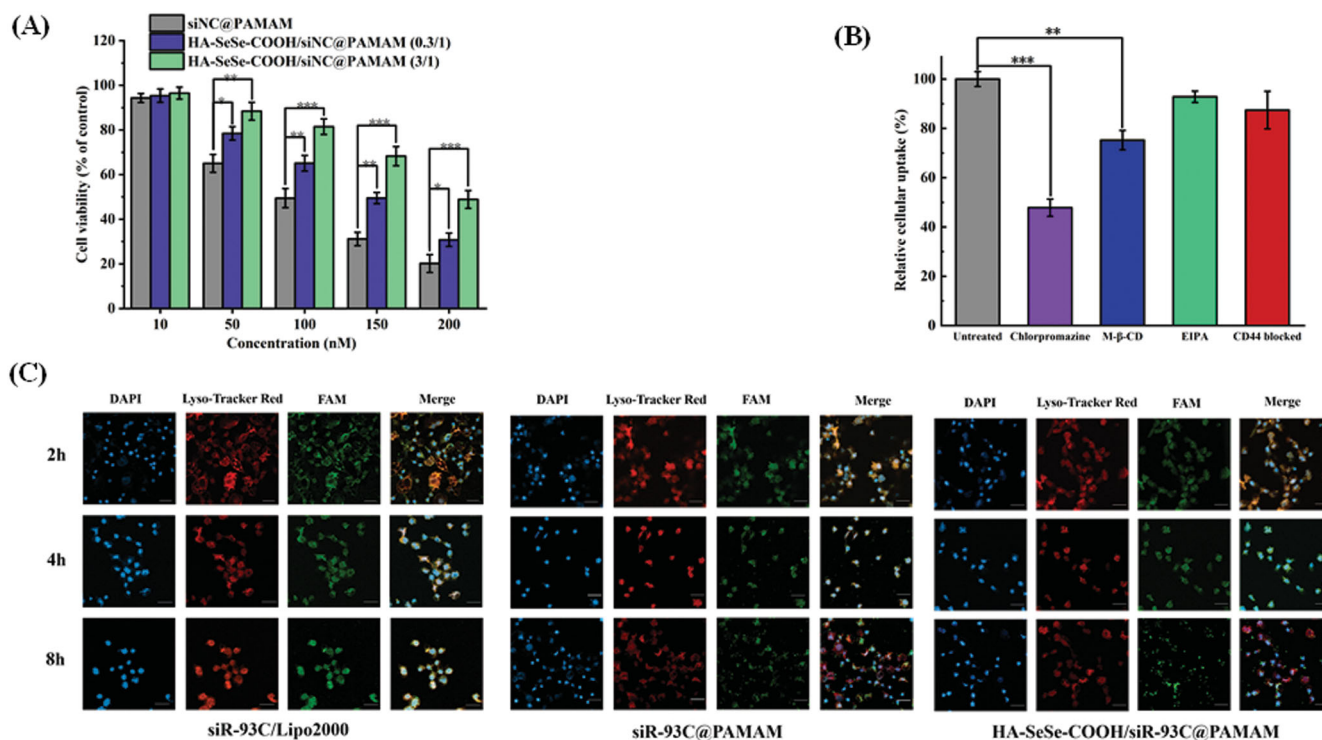 (A)
siNC@PAMAM
HA-SeSe-COOH/siNC@PAMAM (0.3/1)
HA-SeSe-COOH/siNC@PAMAM (3/1)
Cell viability (% of control)
120
100
80
60
40
20
0
** * *** ** *** ** *** *
10 50 100 150 200
Concentration (nM)
(B)
Relative cellular uptake (%)
100
80
60
40
20
0
**
***
Untreated Chlorpromazine M-β-CD EIPA CD44 blocked
(C)
DAPI Lyso-Tracker Red FAM Merge DAPI Lyso-Tracker Red FAM Merge DAPI Lyso-Tracker Red FAM Merge
2h
4h
8h
siR-93C/Lipo2000 siR-93C@PAMAM HA-SeSe-COOH/siR-93C@PAMAM